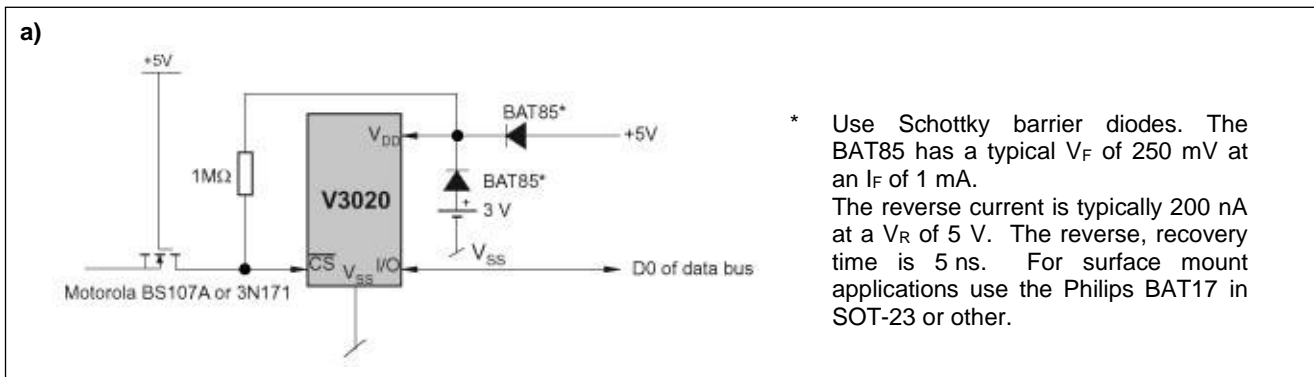 a)
+5V
BAT85*
VDD
+5V
1MΩ
BAT85*
V3020
+
3 V
VSS
CS
VSS
I/O
D0 of data bus
Motorola BS107A or 3N171
* Use Schottky barrier diodes. The
BAT85 has a typical VF of 250 mV at
an IF of 1 mA.
The reverse current is typically 200 nA
at a VR of 5 V. The reverse, recovery
time is 5 ns. For surface mount
applications use the Philips BAT17 in
SOT-23 or other.